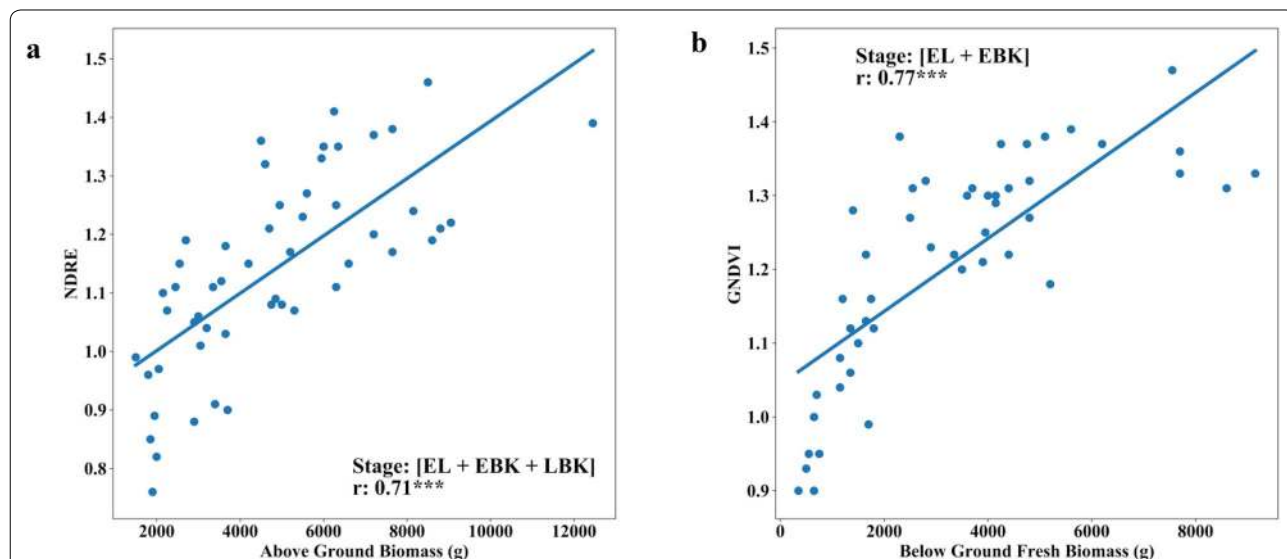 a
1.5
1.4
1.3
1.2
1.1
1.0
0.9
0.8
NDRE
Stage: [EL + EBK + LBK]
r: 0.71***
2000 4000 6000 8000 10000 12000
Above Ground Biomass (g)
b
1.5
1.4
1.3
1.2
1.1
1.0
0.9
GNDVI
Stage: [EL + EBK]
r: 0.77***
0 2000 4000 6000 8000
Below Ground Fresh Biomass (g)